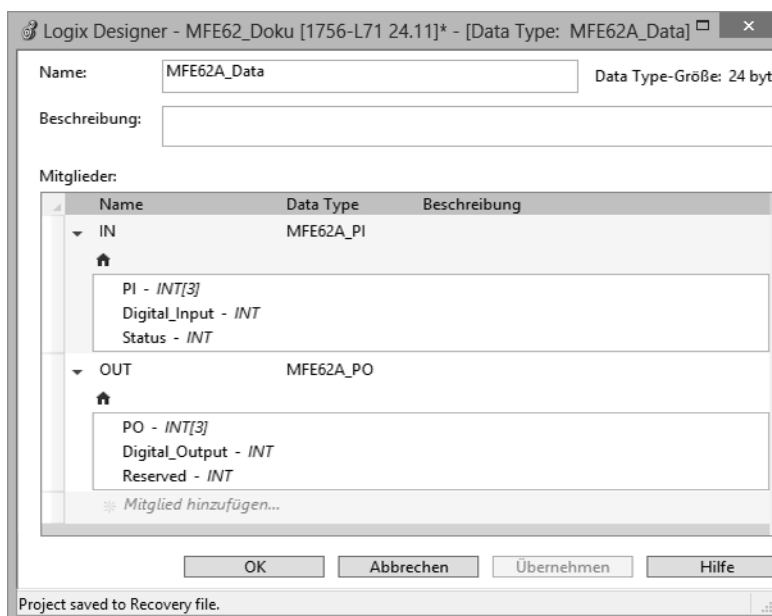 Logix Designer - MFE62_Doku [1756-L71 24.11]* - [Data Type: MFE62A_Data]
Name: MFE62A_Data Data Type-Größe: 24 byt
Beschreibung:
Mitglieder:
Name Data Type Beschreibung
IN MFE62A_PI
PI - INT[3]
Digital_Input - INT
Status - INT
OUT MFE62A_PO
PO - INT[3]
Digital_Output - INT
Reserved - INT
Mitglied hinzufügen...
OK Abbrechen Übernehmen Hilfe
Project saved to Recovery file.